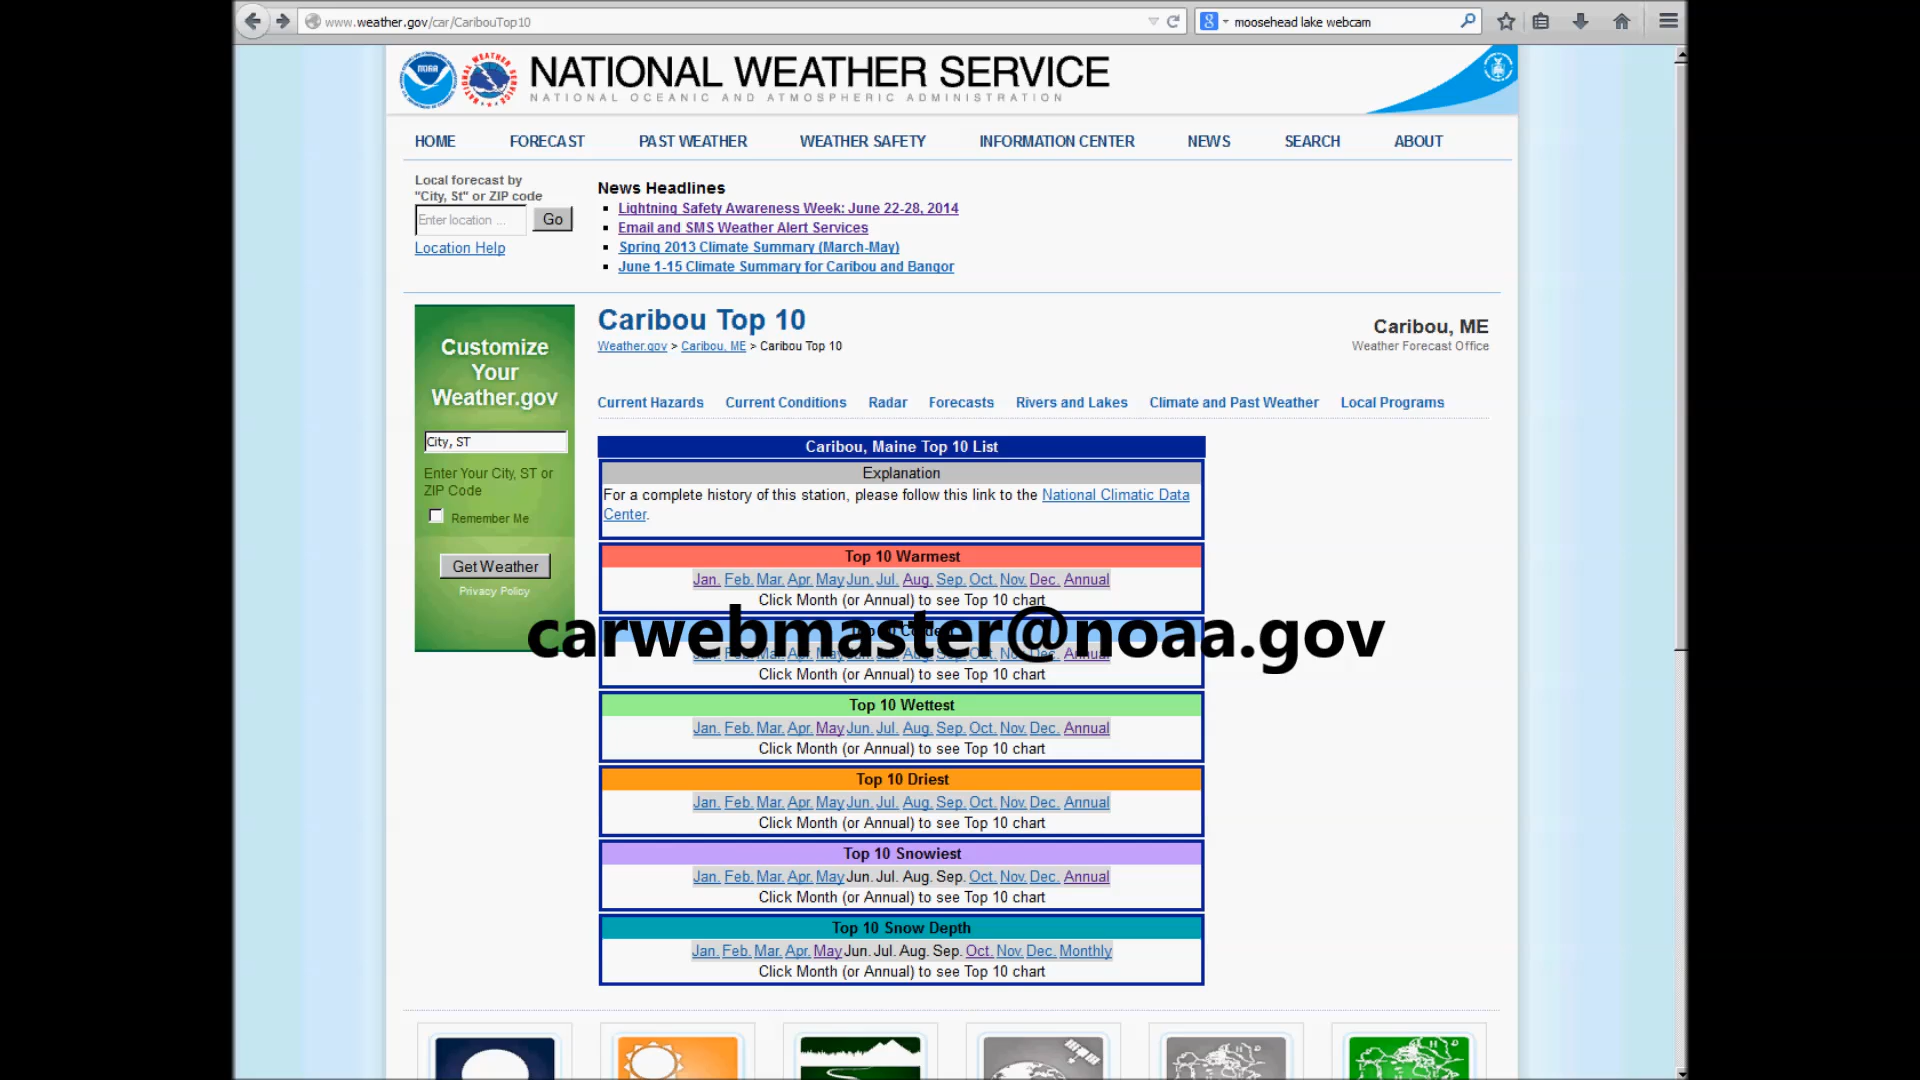 www.weather.gov/car/CaribouTop10
moosehead lake webcam
NOAA
NATIONAL WEATHER SERVICE
NATIONAL OCEANIC AND ATMOSPHERIC ADMINISTRATION
HOME FORECAST PAST WEATHER WEATHER SAFETY INFORMATION CENTER NEWS SEARCH ABOUT
Local forecast by
"City, St" or ZIP code
Enter location ...
Go
Location Help
News Headlines
Lightning Safety Awareness Week: June 22-28, 2014
Email and SMS Weather Alert Services
Spring 2013 Climate Summary (March-May)
June 1-15 Climate Summary for Caribou and Bangor
Customize
Your
Weather.gov
City, ST
Enter Your City, ST or
ZIP Code
Remember Me
Get Weather
Privacy Policy
Caribou Top 10
Weather.gov > Caribou, ME > Caribou Top 10
Caribou, ME
Weather Forecast Office
Current Hazards Current Conditions Radar Forecasts Rivers and Lakes Climate and Past Weather Local Programs
Caribou, Maine Top 10 List
Explanation
For a complete history of this station, please follow this link to the National Climatic Data
Center.
Top 10 Warmest
Jan. Feb. Mar. Apr. May Jun. Jul. Aug. Sep. Oct. Nov. Dec. Annual
Click Month (or Annual) to see Top 10 chart
carwebmaster@noaa.gov
Click Month (or Annual) to see Top 10 chart
Top 10 Wettest
Jan. Feb. Mar. Apr. May Jun. Jul. Aug. Sep. Oct. Nov. Dec. Annual
Click Month (or Annual) to see Top 10 chart
Top 10 Driest
Jan. Feb. Mar. Apr. May Jun. Jul. Aug. Sep. Oct. Nov. Dec. Annual
Click Month (or Annual) to see Top 10 chart
Top 10 Snowiest
Jan. Feb. Mar. Apr. May Jun. Jul. Aug. Sep. Oct. Nov. Dec. Annual
Click Month (or Annual) to see Top 10 chart
Top 10 Snow Depth
Jan. Feb. Mar. Apr. May Jun. Jul. Aug. Sep. Oct. Nov. Dec. Monthly
Click Month (or Annual) to see Top 10 chart